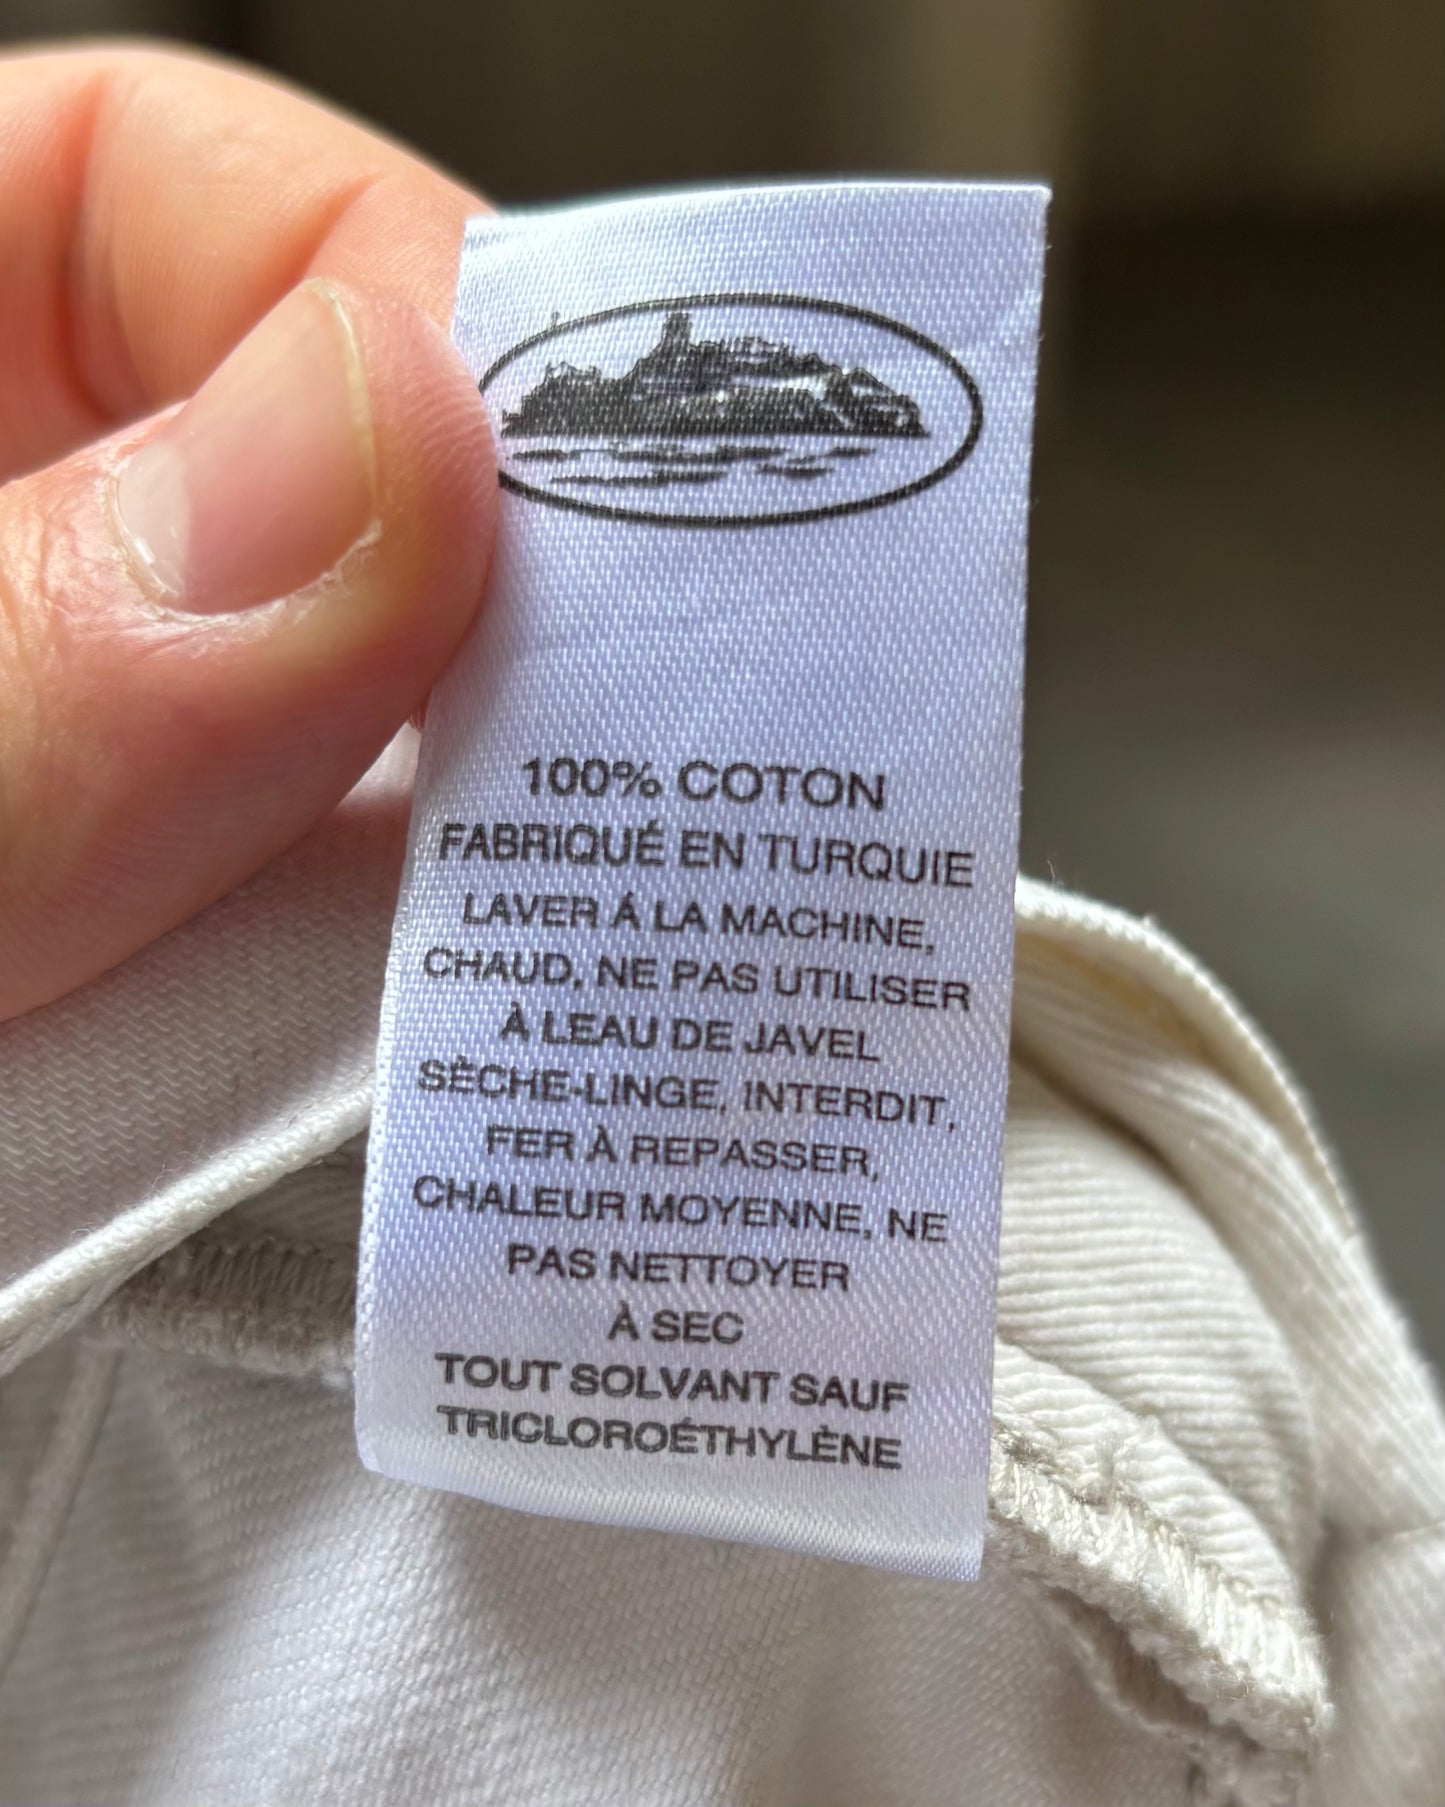 100% COTON
FABRIQUÉ EN TURQUIE
LAVER Á LA MACHINE,
CHAUD, NE PAS UTILISER
À LEAU DE JAVEL
SÈCHE-LINGE, INTERDIT,
FER À REPASSER,
CHALEUR MOYENNE, NE
PAS NETTOYER
À SEC
TOUT SOLVANT SAUF
TRICLOROÉTHYLÈNE